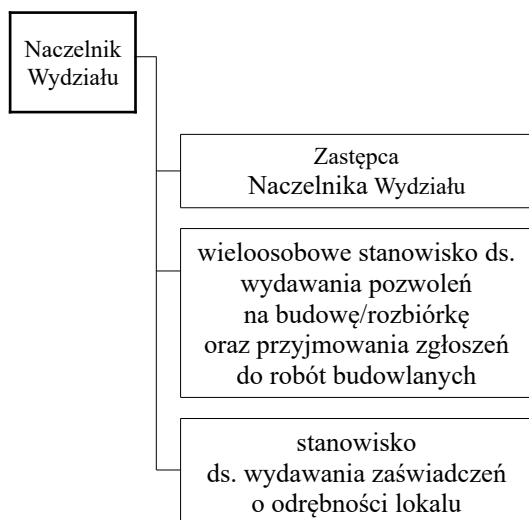 Naczelnik
Wydziału
Zastępca
Naczelnika Wydziału
wieloosobowe stanowisko ds.
wydawania pozwoleń
na budowę/rozbiórkę
oraz przyjmowania zgłoszeń
do robót budowlanych
stanowisko
ds. wydawania zaświadczeń
o odrębności lokalu